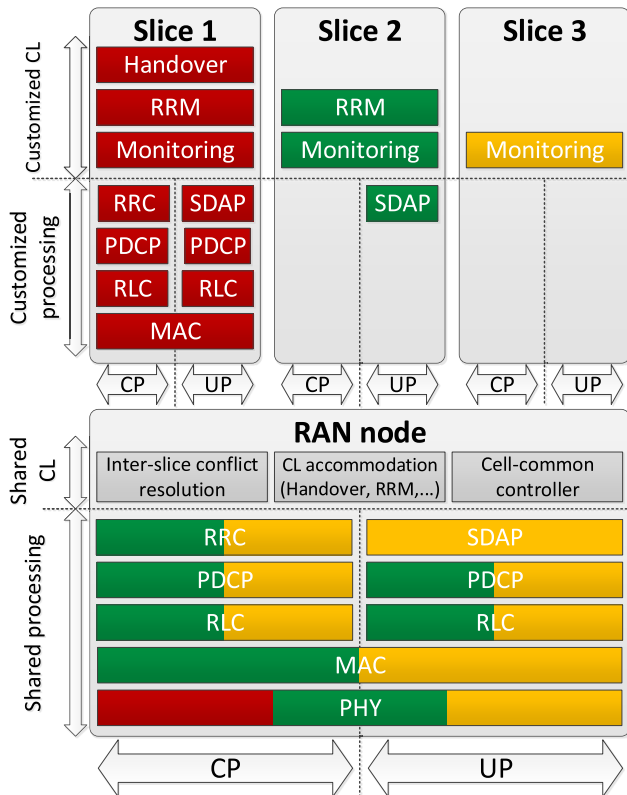 Slice 1
Slice 2
Slice 3
Customized CL
Handover
RRM
RRM
Monitoring
Monitoring
Monitoring
Customized
processing
RRC
SDAP
SDAP
PDCP
PDCP
RLC
RLC
MAC
CP
UP
CP
UP
CP
UP
RAN node
Shared
CL
Inter-slice conflict
resolution
CL accommodation
(Handover, RRM,...)
Cell-common
controller
Shared processing
RRC
SDAP
PDCP
PDCP
RLC
RLC
MAC
PHY
CP
UP